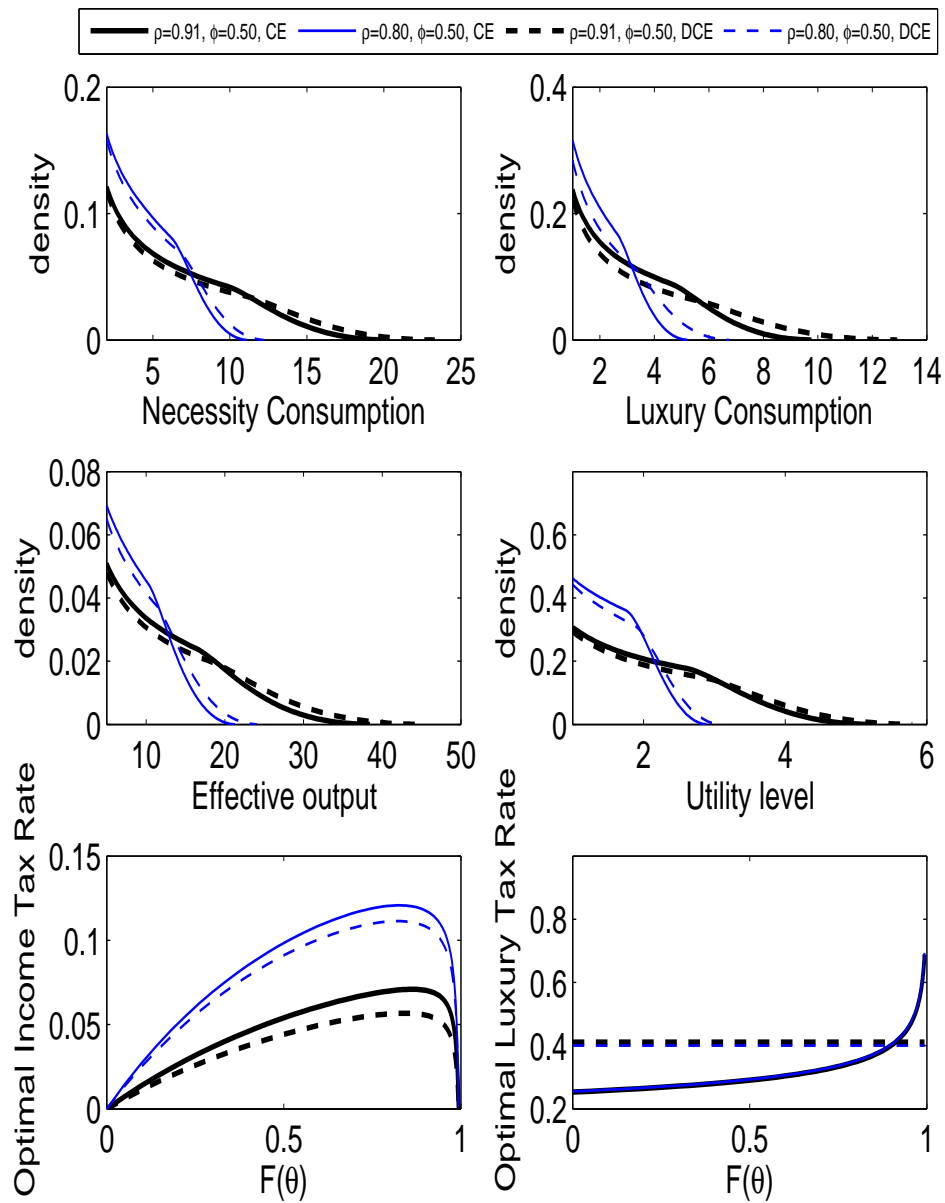 ρ=0.91, ϕ=0.50, CE ρ=0.80, ϕ=0.50, CE ρ=0.91, ϕ=0.50, DCE ρ=0.80, ϕ=0.50, DCE
0.2
0.1
0
density
5 10 15 20 25
Necessity Consumption
0.4
0.2
0
density
2 4 6 8 10 12 14
Luxury Consumption
0.08
0.06
0.04
0.02
0
density
10 20 30 40 50
Effective output
0.6
0.4
0.2
0
density
2 4 6
Utility level
0.15
0.1
0.05
0
Optimal Income Tax Rate
0 0.5 1
F(θ)
0.8
0.6
0.4
0.2
Optimal Luxury Tax Rate
0 0.5 1
F(θ)